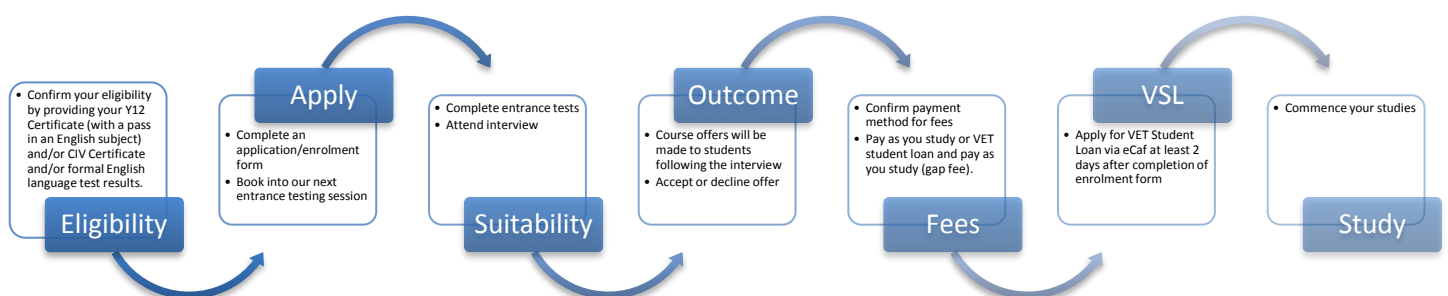 • Confirm your eligibility
by providing your Y12
Certificate (with a pass
in an English subject)
and/or CIV Certificate
and/or formal English
language test results.
Eligibility
Apply
• Complete an
application/enrolment
form
• Book into our next
entrance testing session
• Complete entrance tests
• Attend interview
Suitability
Outcome
• Course offers will be
made to students
following the interview
• Accept or decline offer
• Confirm payment
method for fees
• Pay as you study or VET
student loan and pay as
you study (gap fee).
Fees
VSL
• Apply for VET Student
Loan via eCaf at least 2
days after completion of
enrolment form
• Commence your studies
Study